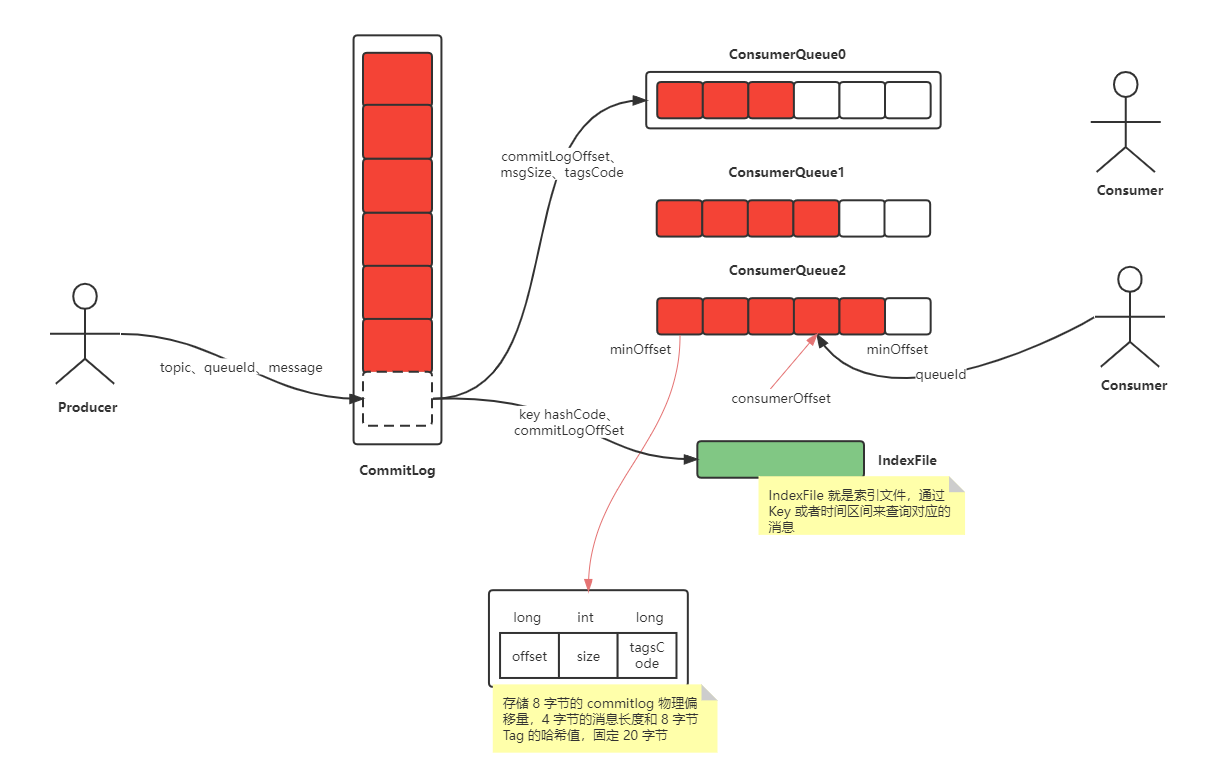 ConsumerQueue0
commitLogOffset、
msgSize、tagsCode
ConsumerQueue1
Consumer
ConsumerQueue2
minOffset
minOffset
topic、queueId、message
queueId
Consumer
consumerOffset
Producer
key hashCode、
commitLogOffSet
CommitLog
IndexFile
IndexFile 就是索引文件，通过
Key 或者时间区间来查询对应的
消息
long
int
long
offset
size
tagsC
ode
存储 8 字节的 commitlog 物理偏
移量，4 字节的消息长度和 8 字节
Tag 的哈希值，固定 20 字节